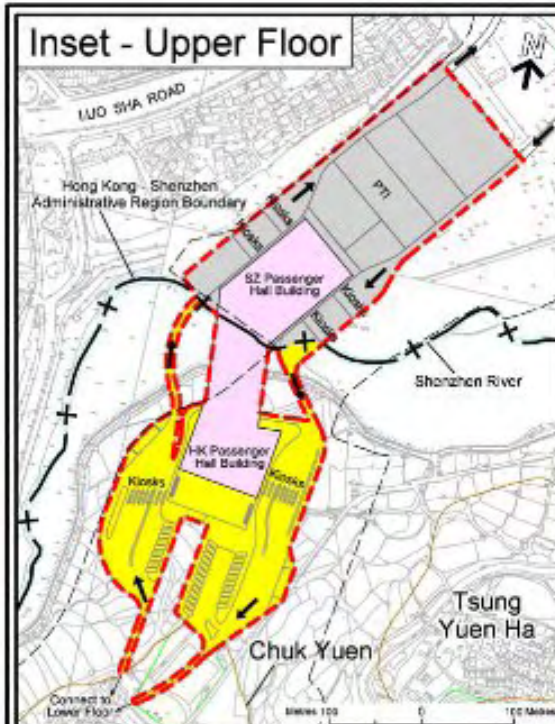 Inset - Upper Floor
N
LUO SHA ROAD
Hong Kong - Shenzhen
Administrative Region Boundary
PTI
Kiosks
Kiosks
SZ Passenger
Hall Building
Kiosks
Kiosks
Shenzhen River
HK Passenger
Hall Building
Kiosks
Kiosks
Tsung
Yuen Ha
Chuk Yuen
Connect to
Lower Floor
Metres 100 0 100 Metres